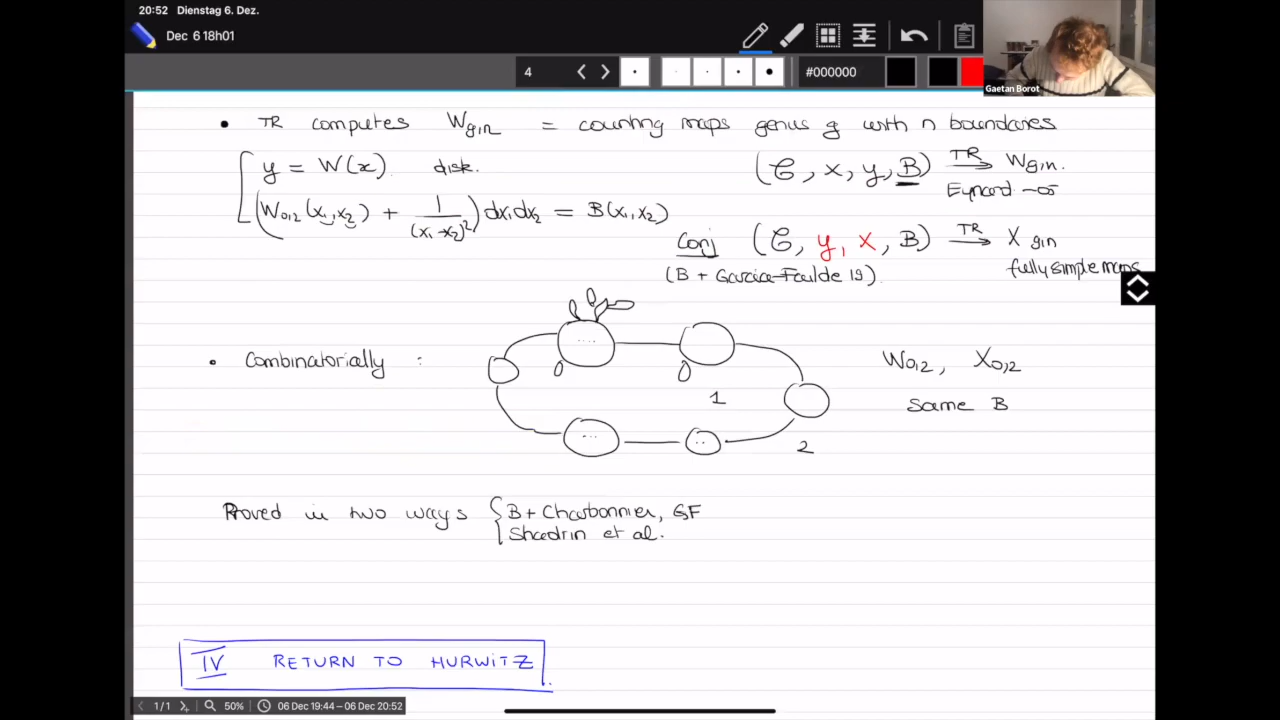 20:52 Dienstag 6. Dez.
Dec 6 18h01
4
#000000
Gaetan Borot
• TR computes W_{g,n} = counting maps genus g with n boundaries
y = W(x) disk.
(C, x, y, B) TR→ W_{g,n}.
Eynard
(W_{0,2}(x_1, x_2) + 1/(x_1-x_2)^2) dx_1 dx_2 = B(x_1, x_2)
Conj (C, y, x, B) TR→ X_{g,n}
(B + Garcia-Failde 19)
fully simple maps
• Combinatorially :
W_{0,2}, X_{0,2}
same B
1
2
Proved in two ways { B + Charbonnier, GF
Shadrin et al.
IV RETURN TO HURWITZ
1/1 50% 06 Dec 19:44 – 06 Dec 20:52